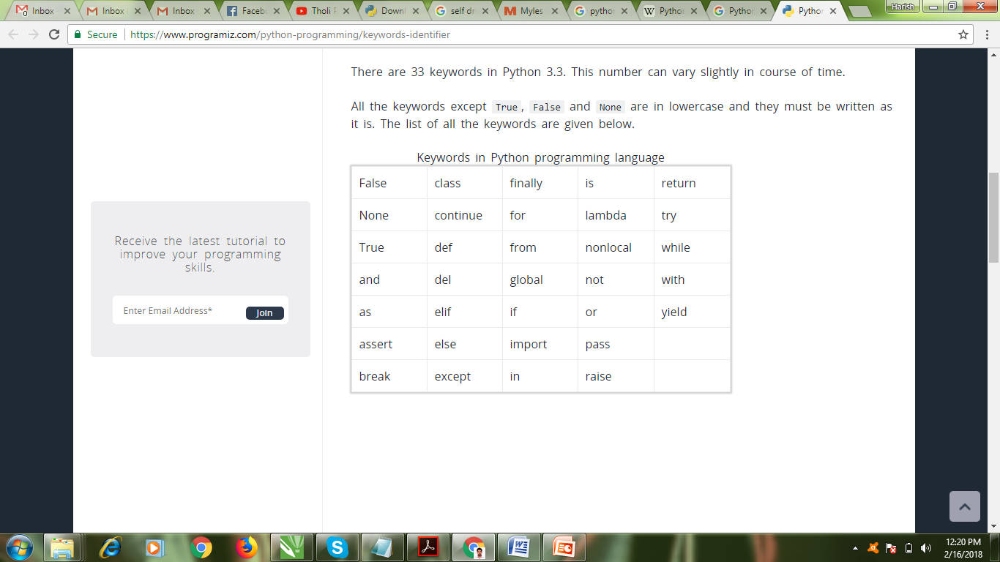 Inbox
Inbox
Inbox
Faceb
Tholi
Downl
self dr
Myles
python
Python
Python
Python
Harish
Secure https://www.programiz.com/python-programming/keywords-identifier
There are 33 keywords in Python 3.3. This number can vary slightly in course of time.
All the keywords except True, False and None are in lowercase and they must be written as
it is. The list of all the keywords are given below.
Keywords in Python programming language
False class finally is return
None continue for lambda try
True def from nonlocal while
and del global not with
as elif if or yield
assert else import pass
break except in raise
Receive the latest tutorial to
improve your programming
skills.
Enter Email Address* Join
12:20 PM
2/16/2018